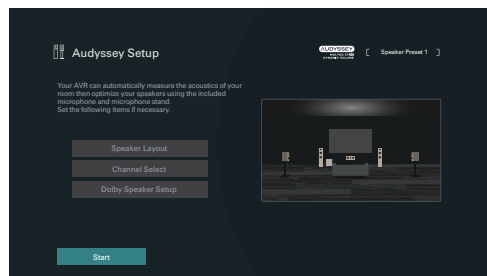 Audyssey Setup
AUDYSSEY
Speaker Preset 1
Your AVR can automatically measure the acoustics of your
room then optimize your speakers using the included
microphone and microphone stand.
Set the following items if necessary.
Speaker Layout
Channel Select
Dolby Speaker Setup
Start